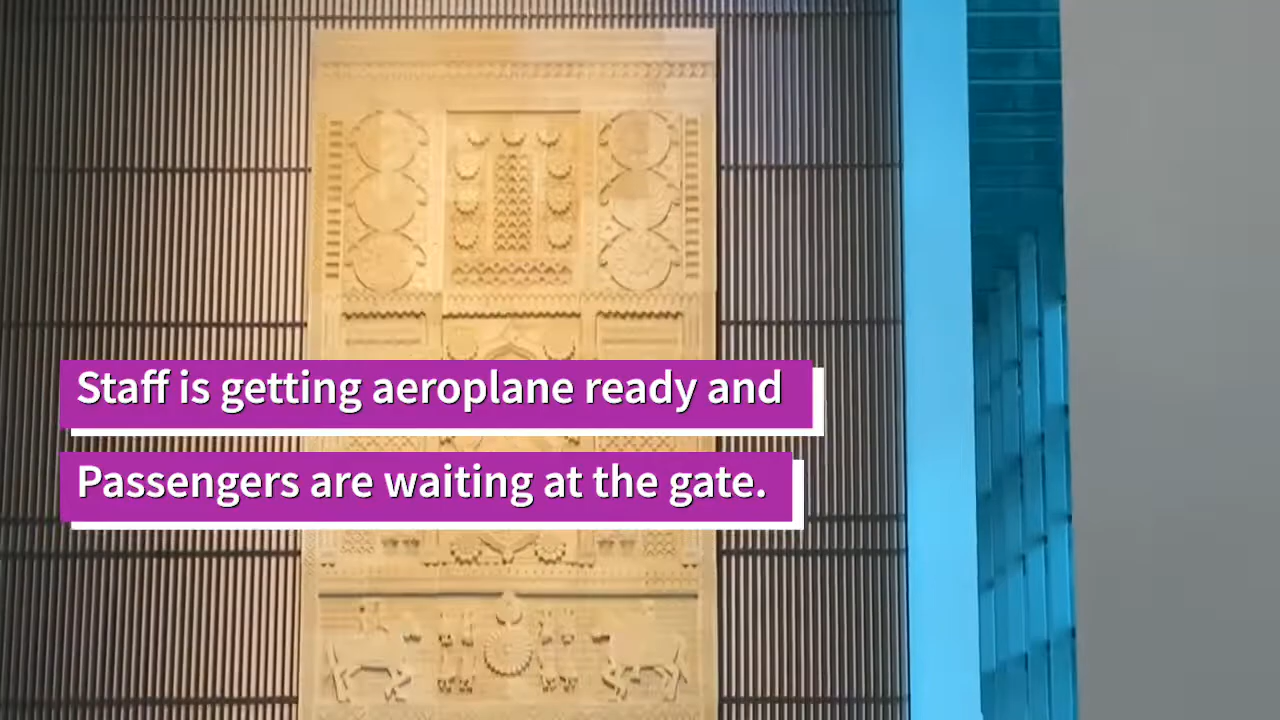 Staff is getting aeroplane ready and
Passengers are waiting at the gate.